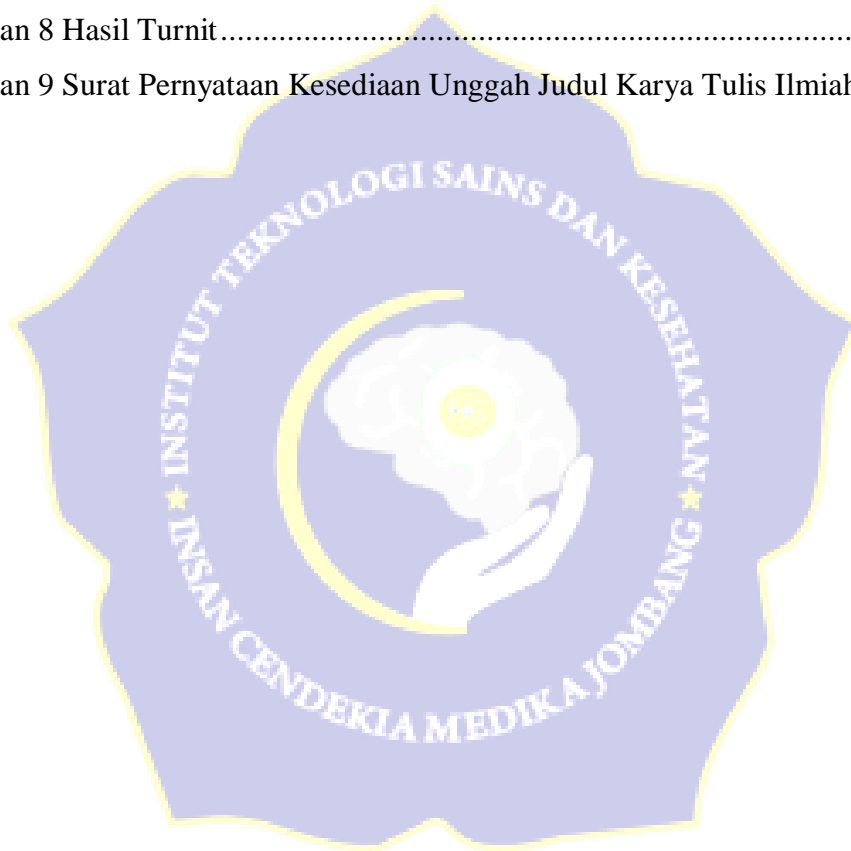 an 8 Hasil Turnit..............................................................................
an 9 Surat Pernyataan Kesediaan Unggah Judul Karya Tulis Ilmiah
INSTITUT TEKNOLOGI SAINS DAN KESEHATAN
INSAN CENDEKIA MEDIKA JOMBANG